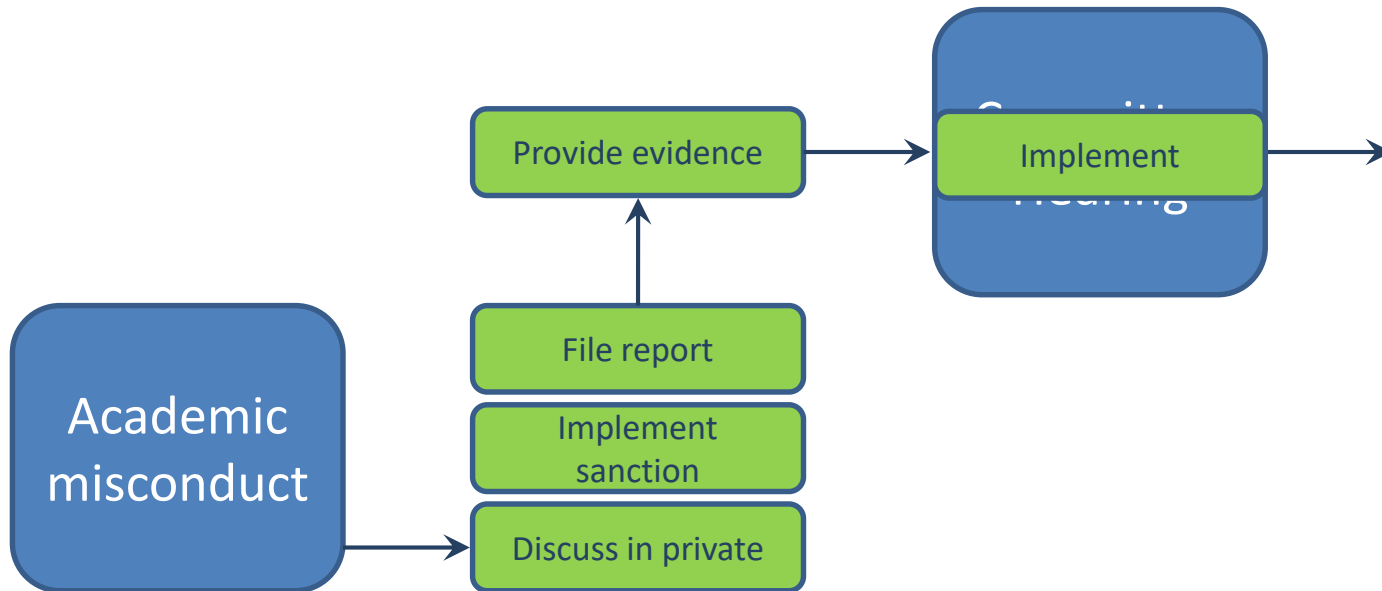 Provide evidence
Implement
File report
Academic
misconduct
Implement
sanction
Discuss in private